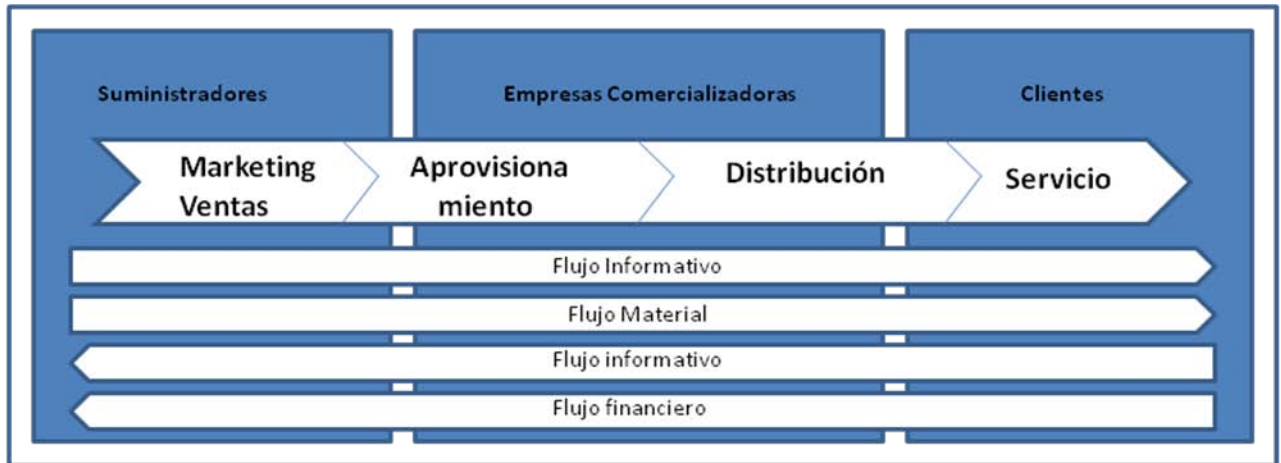 Suministradores
Empresas Comercializadoras
Clientes
Marketing
Ventas
Aprovisiona
miento
Distribución
Servicio
Flujo Informativo
Flujo Material
Flujo informativo
Flujo financiero